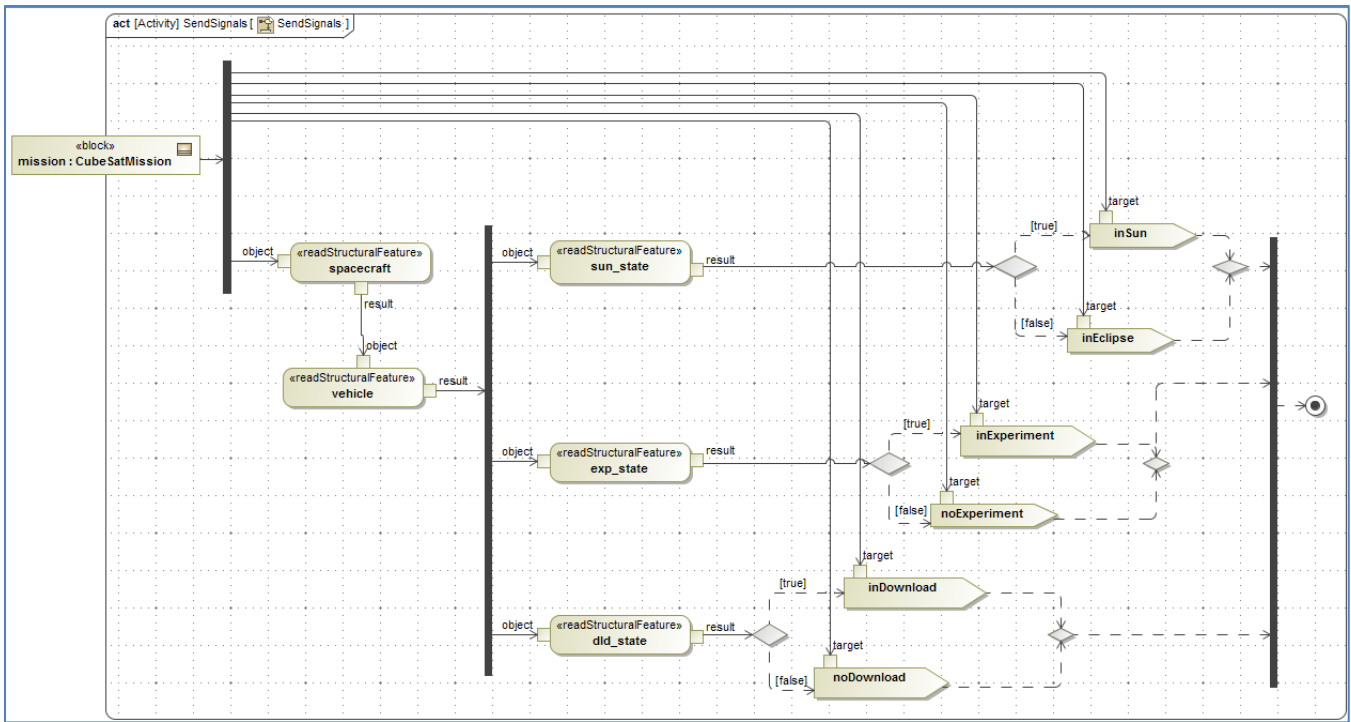 act [Activity] SendSignals [ SendSignals ]
«block»
mission : CubeSatMission
target
[true]
inSun
object
«readStructuralFeature»
spacecraft
object
«readStructuralFeature»
sun_state
result
result
target
[false]
inEclipse
object
«readStructuralFeature»
vehicle
result
target
[true]
inExperiment
object
«readStructuralFeature»
exp_state
result
target
[false]
noExperiment
target
[true]
inDownload
object
«readStructuralFeature»
dld_state
result
target
[false]
noDownload